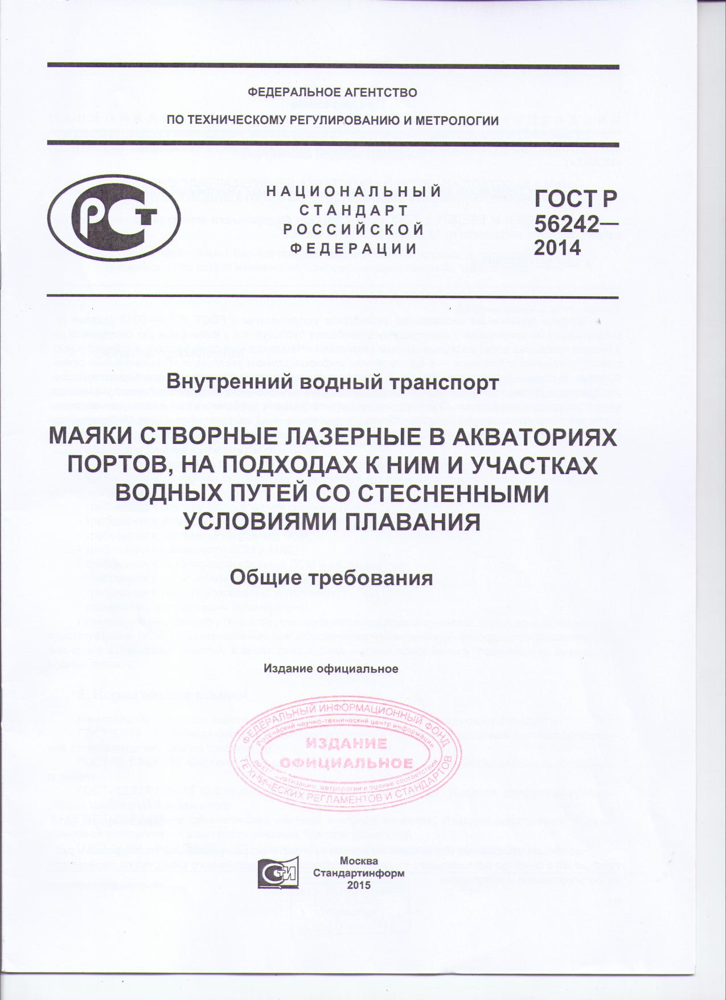 ФЕДЕРАЛЬНОЕ АГЕНТСТВО
ПО ТЕХНИЧЕСКОМУ РЕГУЛИРОВАНИЮ И МЕТРОЛОГИИ
РСТ
НАЦИОНАЛЬНЫЙ
СТАНДАРТ
РОССИЙСКОЙ
ФЕДЕРАЦИИ
ГОСТ Р
56242—
2014
Внутренний водный транспорт
МАЯКИ СТВОРНЫЕ ЛАЗЕРНЫЕ В АКВАТОРИЯХ
ПОРТОВ, НА ПОДХОДАХ К НИМ И УЧАСТКАХ
ВОДНЫХ ПУТЕЙ СО СТЕСНЕННЫМИ
УСЛОВИЯМИ ПЛАВАНИЯ
Общие требования
Издание официальное
ФЕДЕРАЛЬНЫЙ ИНФОРМАЦИОННЫЙ ФОНД
Российский научно-технический центр информации
ИЗДАНИЕ
ОФИЦИАЛЬНОЕ
метрологии и оценке соответствия
ТЕХНИЧЕСКИХ РЕГЛАМЕНТОВ И СТАНДАРТОВ
СТИ
Москва
Стандартинформ
2015